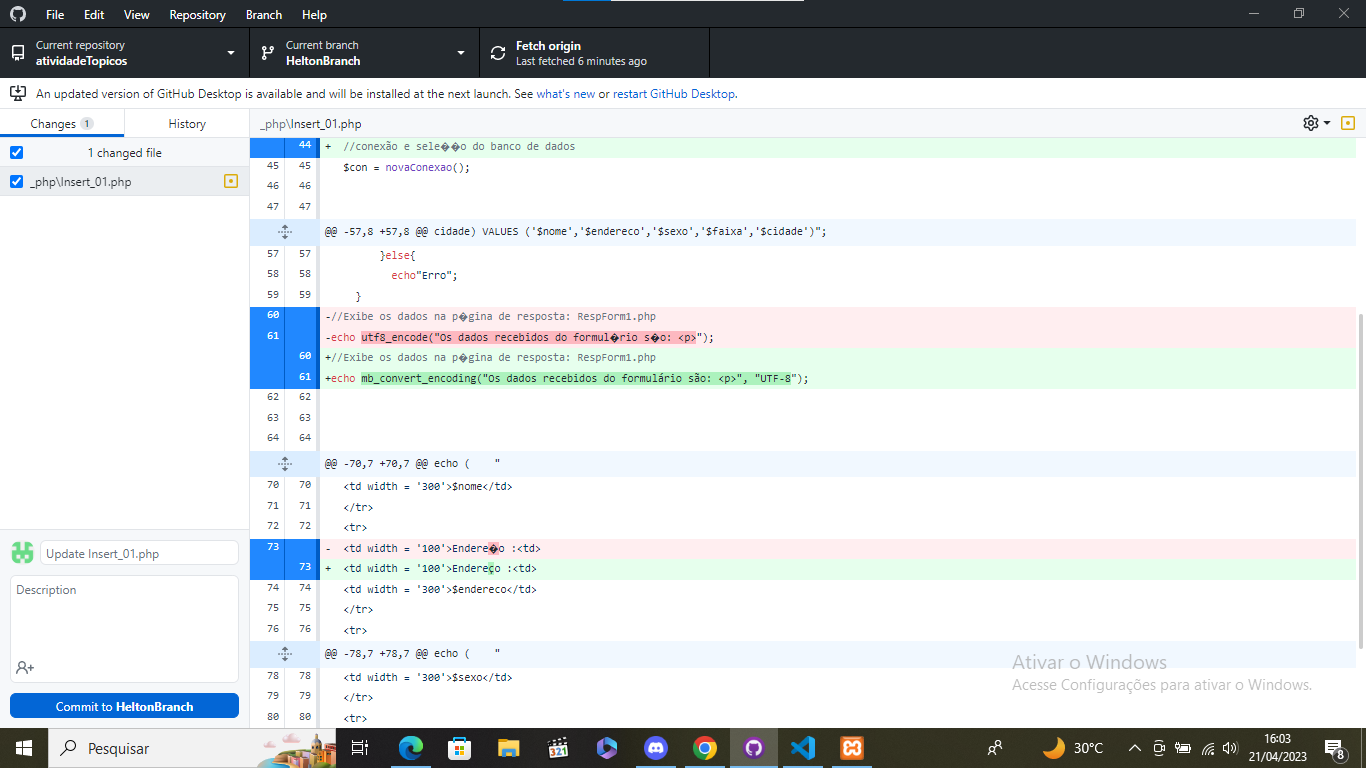 File Edit View Repository Branch Help
Current repository
atividadeTopicos
Current branch
HeltonBranch
Fetch origin
Last fetched 6 minutes ago
An updated version of GitHub Desktop is available and will be installed at the next launch. See what's new or restart GitHub Desktop.
Changes 1 History
_php\Insert_01.php
1 changed file
_php\Insert_01.php
44 + //conexão e sele��o do banco de dados
45 45 $con = novaConexao();
46 46
47 47
@@ -57,8 +57,8 @@ cidade) VALUES ('$nome','$endereco','$sexo','$faixa','$cidade')";
57 57 }else{
58 58 echo"Erro";
59 59 }
60 -//Exibe os dados na p�gina de resposta: RespForm1.php
61 -echo utf8_encode("Os dados recebidos do formul�rio s�o: <p>");
60 +//Exibe os dados na p�gina de resposta: RespForm1.php
61 +echo mb_convert_encoding("Os dados recebidos do formulário são: <p>", "UTF-8");
62 62
63 63
64 64
@@ -70,7 +70,7 @@ echo ( "
70 70 <td width = '300'>$nome</td>
71 71 </tr>
72 72 <tr>
73 - <td width = '100'>Endere�o :<td>
73 + <td width = '100'>Endereço :<td>
74 74 <td width = '300'>$endereco</td>
75 75 </tr>
76 76 <tr>
@@ -78,7 +78,7 @@ echo ( "
78 78 <td width = '300'>$sexo</td>
79 79 </tr>
80 80 <tr>
Update Insert_01.php
Description
Commit to HeltonBranch
Ativar o Windows
Acesse Configurações para ativar o Windows.
Pesquisar
321
30°C
16:03
21/04/2023
8